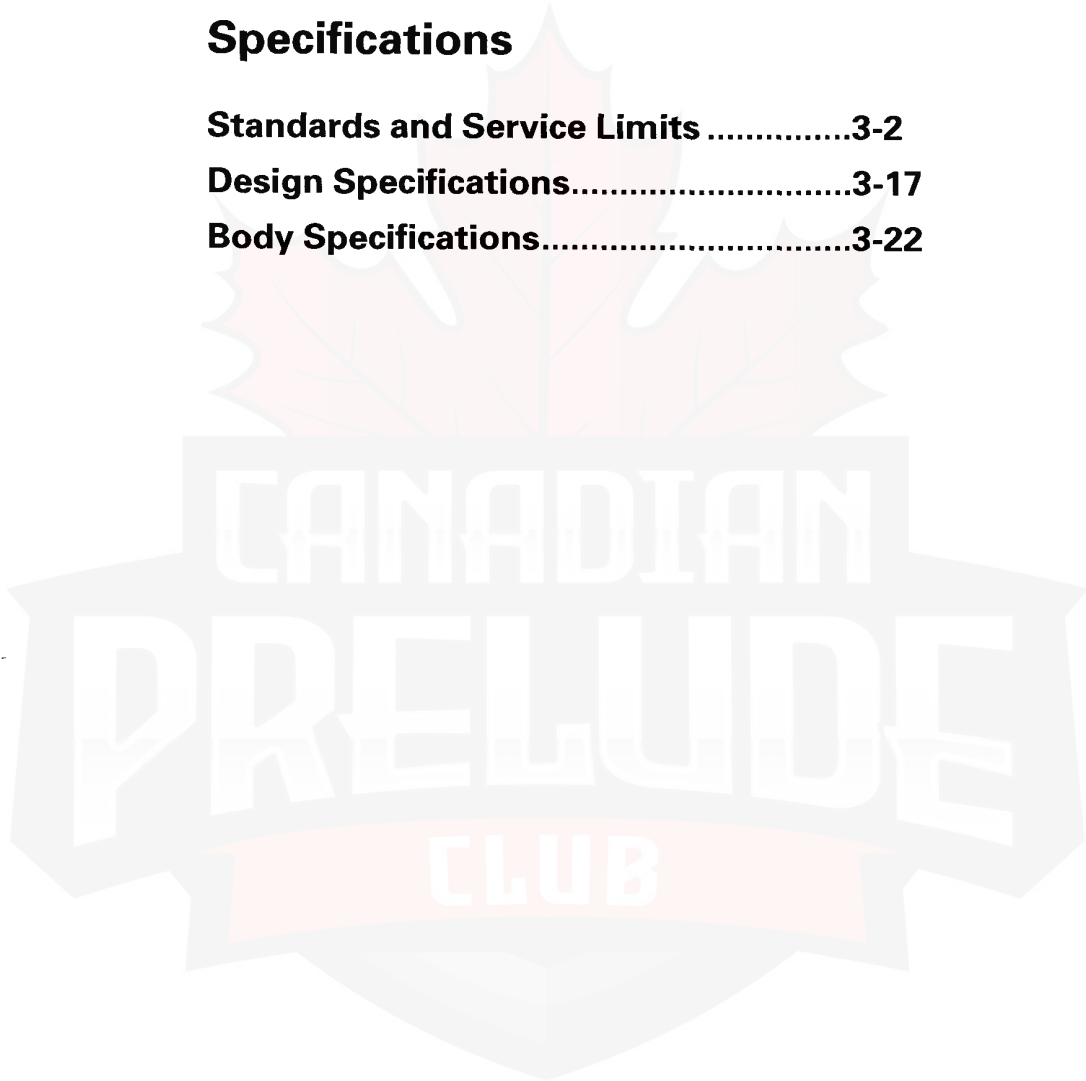 Specifications
Standards and Service Limits ...............3-2
Design Specifications.............................3-17
Body Specifications................................3-22
CANADIAN
PRELUDE
CLUB